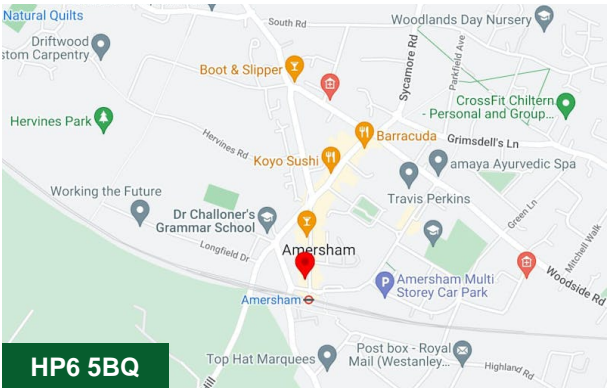 Natural Quilts
South Rd
Woodlands Day Nursery
Driftwood
stom Carpentry
Sycamore Rd
Parkfield Ave
Boot & Slipper
CrossFit Chiltern
- Personal and Group...
Hervines Park
Barracuda
Grimsdell's Ln
Hervines Rd
Koyo Sushi
amaya Ayurvedic Spa
Working the Future
Travis Perkins
Dr Challoner's
Grammar School
Green Ln
Mitchell Walk
Longfield Dr
Amersham
Woodside Rd
Amersham Multi
Storey Car Park
P
Amersham
Top Hat Marquees
Post box - Royal
Mail (Westanley...
Highland Rd
HP6 5BQ
Hill